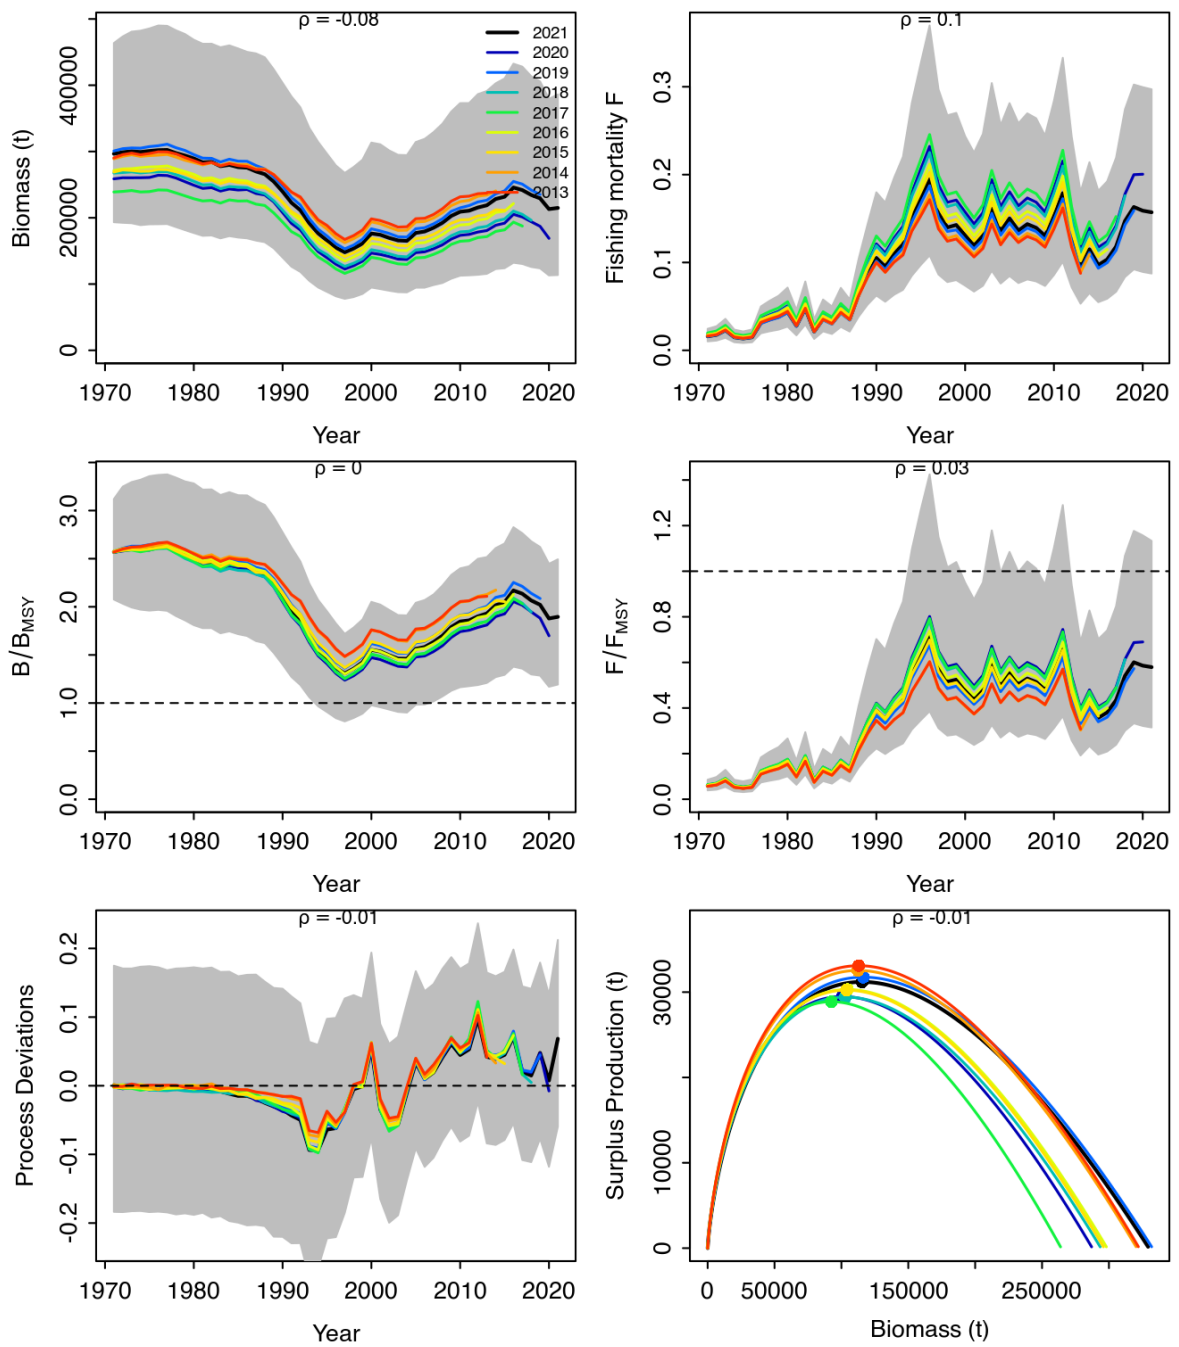 ρ = -0.08
Biomass (t)
0
200000
400000
1970 1980 1990 2000 2010 2020
Year
2021
2020
2019
2018
2017
2016
2015
2014
2013
ρ = 0.1
Fishing mortality F
0.0
0.1
0.2
0.3
1970 1980 1990 2000 2010 2020
Year
ρ = 0
B/BMSY
0.0
1.0
2.0
3.0
1970 1980 1990 2000 2010 2020
Year
ρ = 0.03
F/FMSY
0.0
0.4
0.8
1.2
1970 1980 1990 2000 2010 2020
Year
ρ = -0.01
Process Deviations
-0.2
-0.1
0.0
0.1
0.2
1970 1980 1990 2000 2010 2020
Year
ρ = -0.01
Surplus Production (t)
0
10000
30000
0 50000 150000 250000
Biomass (t)